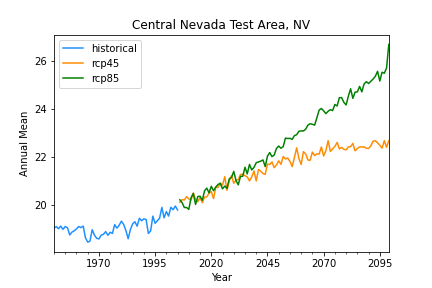 Central Nevada Test Area, NV
historical
rcp45
rcp85
Annual Mean
26
24
22
20
1970 1995 2020 2045 2070 2095
Year